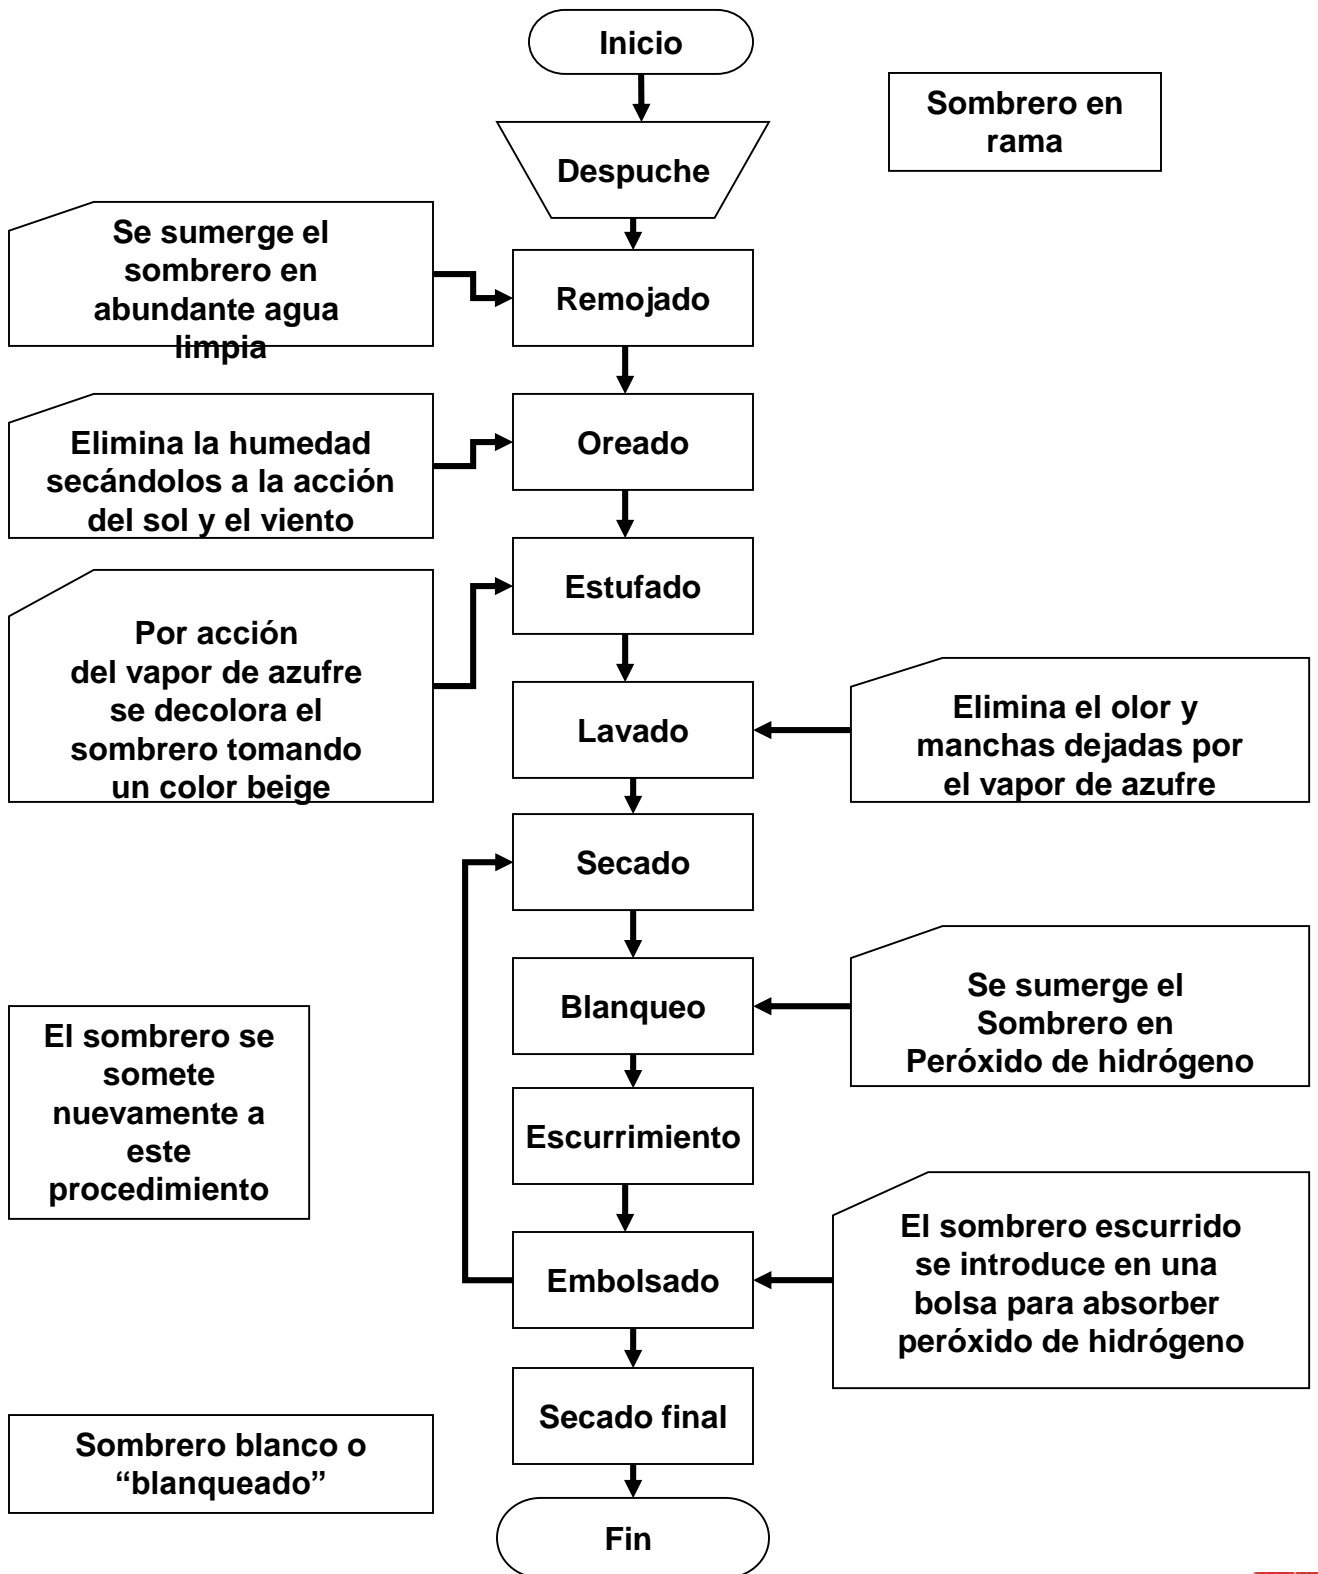 Inicio
Sombrero en
rama
Despuche
Se sumerge el
sombrero en
abundante agua
limpia
Remojado
Elimina la humedad
secándolos a la acción
del sol y el viento
Oreado
Estufado
Por acción
del vapor de azufre
se decolora el
sombrero tomando
un color beige
Lavado
Elimina el olor y
manchas dejadas por
el vapor de azufre
Secado
Blanqueo
Se sumerge el
Sombrero en
Peróxido de hidrógeno
El sombrero se
somete
nuevamente a
este
procedimiento
Escurrimiento
Embolsado
El sombrero escurrido
se introduce en una
bolsa para absorber
peróxido de hidrógeno
Secado final
Sombrero blanco o
“blanqueado”
Fin